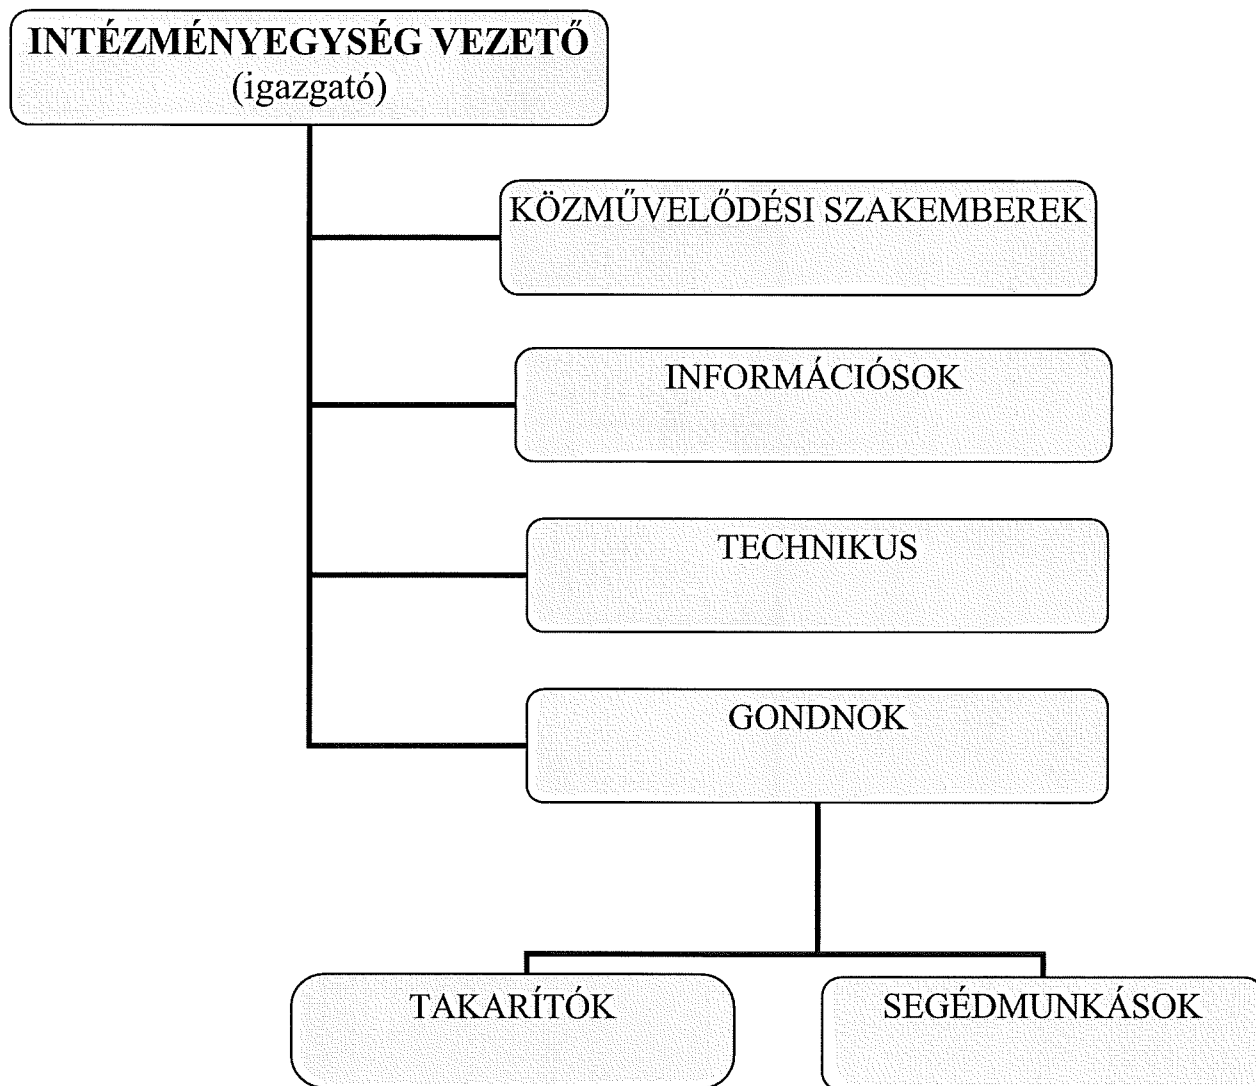 INTÉZMÉNYEGYSÉG VEZETŐ
(igazgató)
KÖZMŰVELŐDÉSI SZAKEMBEREK
INFORMÁCIÓSOK
TECHNIKUS
GONDNOK
TAKARÍTÓK
SEGÉDMUNKÁSOK